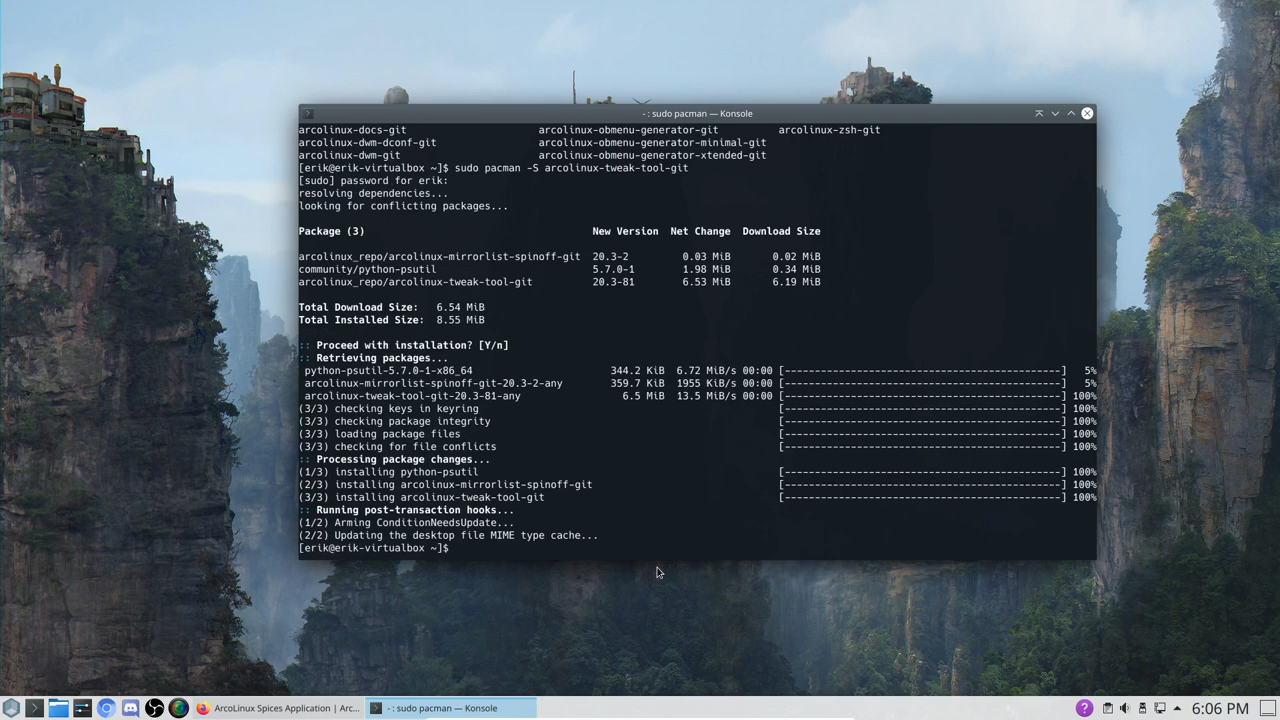 - : sudo pacman — Konsole
arcolinux-docs-git arcolinux-obmenu-generator-git arcolinux-zsh-git
arcolinux-dwm-dconf-git arcolinux-obmenu-generator-minimal-git
arcolinux-dwm-git arcolinux-obmenu-generator-xtended-git
[erik@erik-virtualbox ~]$ sudo pacman -S arcolinux-tweak-tool-git
[sudo] password for erik:
resolving dependencies...
looking for conflicting packages...
Package (3) New Version Net Change Download Size
arcolinux_repo/arcolinux-mirrorlist-spinoff-git 20.3-2 0.03 MiB 0.02 MiB
community/python-psutil 5.7.0-1 1.98 MiB 0.34 MiB
arcolinux_repo/arcolinux-tweak-tool-git 20.3-81 6.53 MiB 6.19 MiB
Total Download Size: 6.54 MiB
Total Installed Size: 8.55 MiB
:: Proceed with installation? [Y/n]
:: Retrieving packages...
python-psutil-5.7.0-1-x86_64 344.2 KiB 6.72 MiB/s 00:00 [----------------------------------------------] 5%
arcolinux-mirrorlist-spinoff-git-20.3-2-any 359.7 KiB 1955 KiB/s 00:00 [----------------------------------------------] 5%
arcolinux-tweak-tool-git-20.3-81-any 6.5 MiB 13.5 MiB/s 00:00 [----------------------------------------------] 100%
(3/3) checking keys in keyring [----------------------------------------------] 100%
(3/3) checking package integrity [----------------------------------------------] 100%
(3/3) loading package files [----------------------------------------------] 100%
(3/3) checking for file conflicts [----------------------------------------------] 100%
:: Processing package changes...
(1/3) installing python-psutil [----------------------------------------------] 100%
(2/3) installing arcolinux-mirrorlist-spinoff-git [----------------------------------------------] 100%
(3/3) installing arcolinux-tweak-tool-git [----------------------------------------------] 100%
:: Running post-transaction hooks...
(1/2) Arming ConditionNeedsUpdate...
(2/2) Updating the desktop file MIME type cache...
[erik@erik-virtualbox ~]$
ArcoLinux Spices Application | Arc... - : sudo pacman — Konsole 6:06 PM